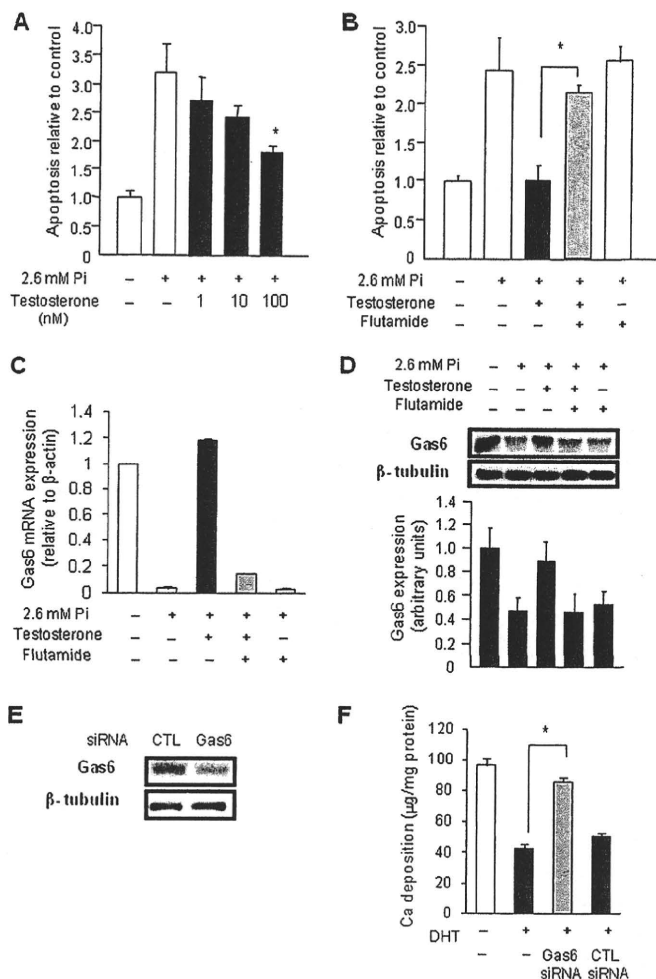 A
Apoptosis relative to control
4.0
3.5
3.0
2.5
2.0
1.5
1.0
0.5
0
*
2.6 mM Pi − + + + +
Testosterone − − 1 10 100
(nM)
B
Apoptosis relative to control
3.0
2.5
2.0
1.5
1.0
0.5
0.0
*
2.6 mM Pi − + + + +
Testosterone − − + + −
Flutamide − − − + +
C
Gas6 mRNA expression
(relative to β-actin)
1.4
1.2
1
0.2
0
2.6 mM Pi − + + + +
Testosterone − − + + −
Flutamide − − − + +
D
2.6 mM Pi − + + + +
Testosterone − − + + −
Flutamide − − − + +
Gas6
β-tubulin
Gas6 expression
(arbitrary units)
1.4
1.2
1.0
0.8
0.6
0.4
0.2
0
E
siRNA CTL Gas6
Gas6
β-tubulin
F
Ca deposition (μg/mg protein)
120
100
80
60
40
20
0
*
DHT − + + +
− − Gas6 CTL
siRNA siRNA